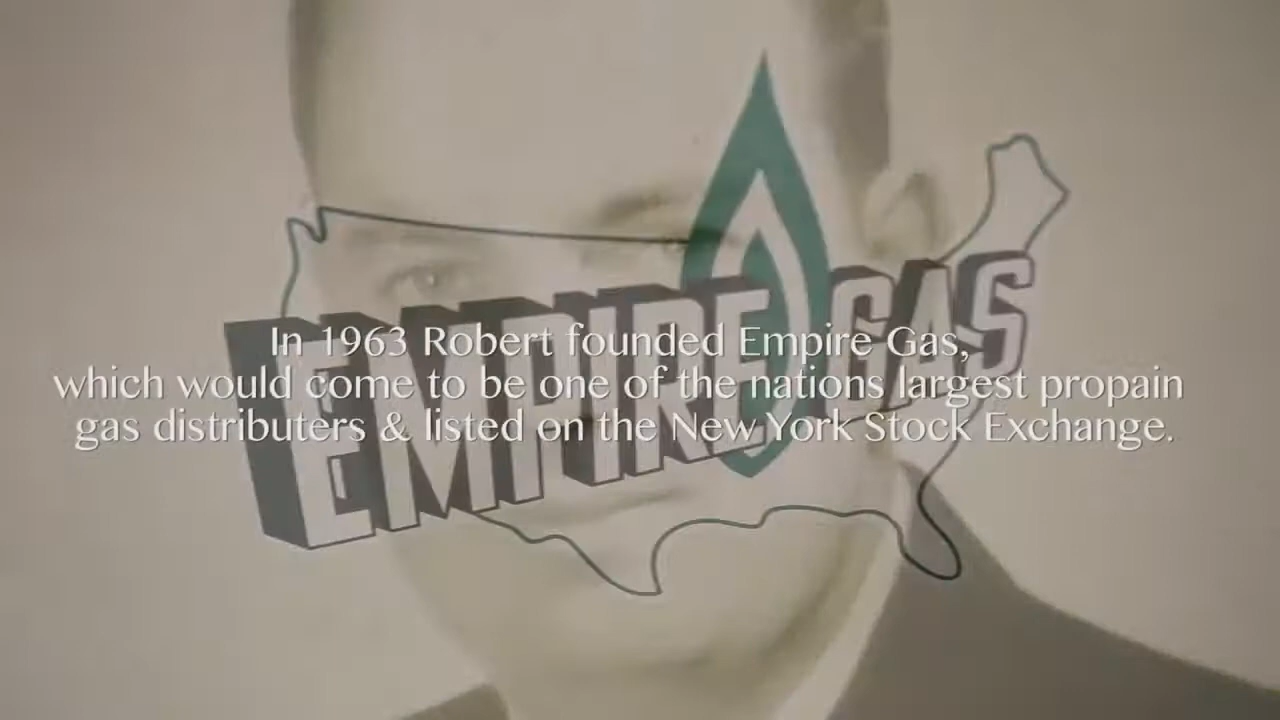 EMPIRE GAS
In 1963 Robert founded Empire Gas,
which would come to be one of the nations largest propain
gas distributers & listed on the New York Stock Exchange.